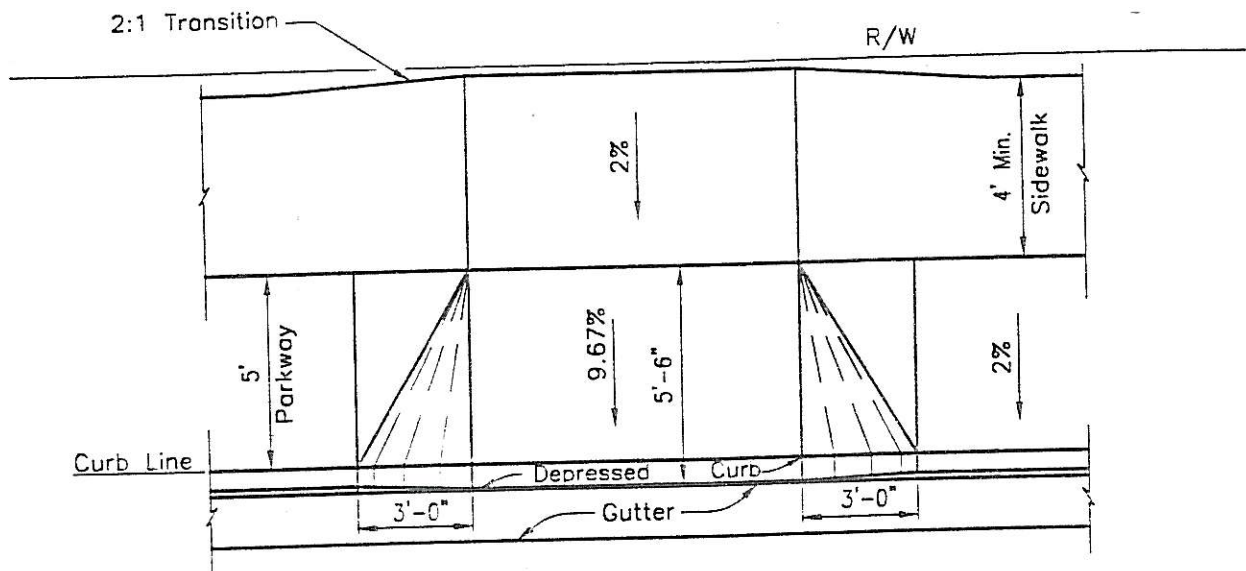 2:1 Transition
R/W
2%
4' Min.
Sidewalk
5'
Parkway
9.67%
5'-6"
2%
Curb Line
Depressed
Curb
3'-0"
Gutter
3'-0"